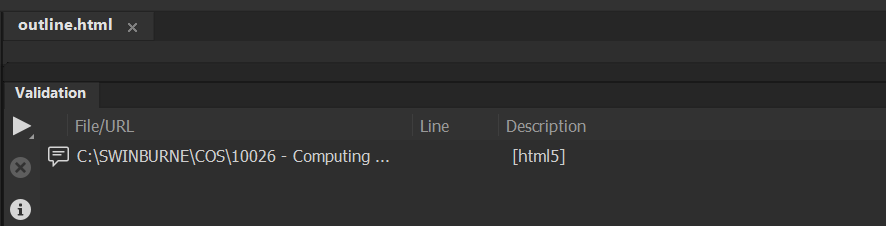 outline.html ×
Validation
File/URL Line Description
C:\SWINBURNE\COS\10026 - Computing ... [html5]